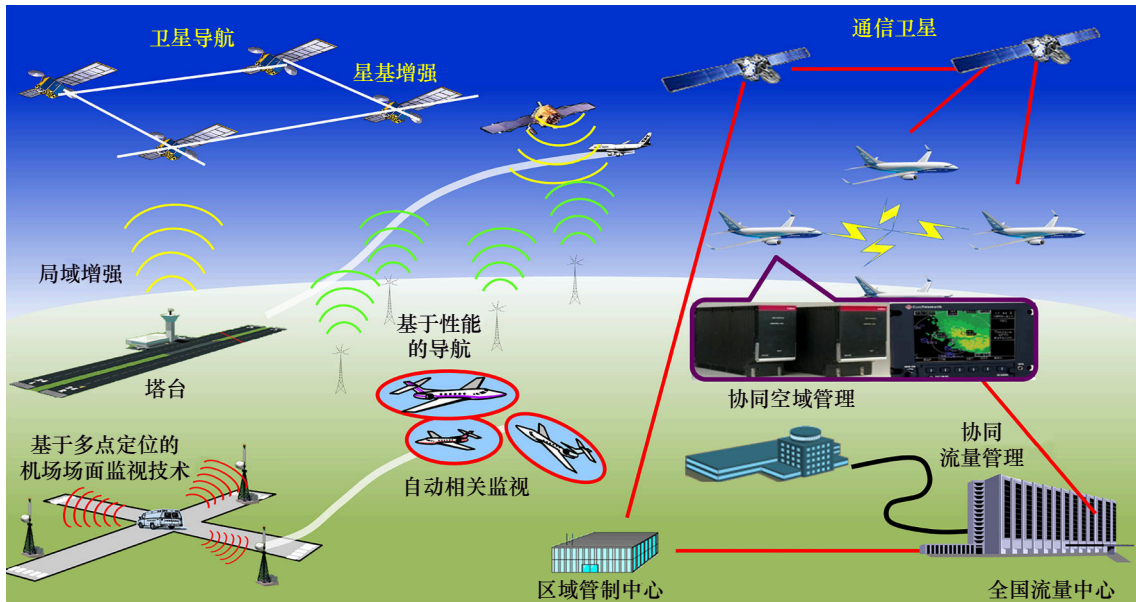 卫星导航
通信卫星
星基增强
局域增强
基于性能
的导航
塔台
协同空域管理
基于多点定位的
机场场面监视技术
协同
流量管理
自动相关监视
区域管制中心
全国流量中心